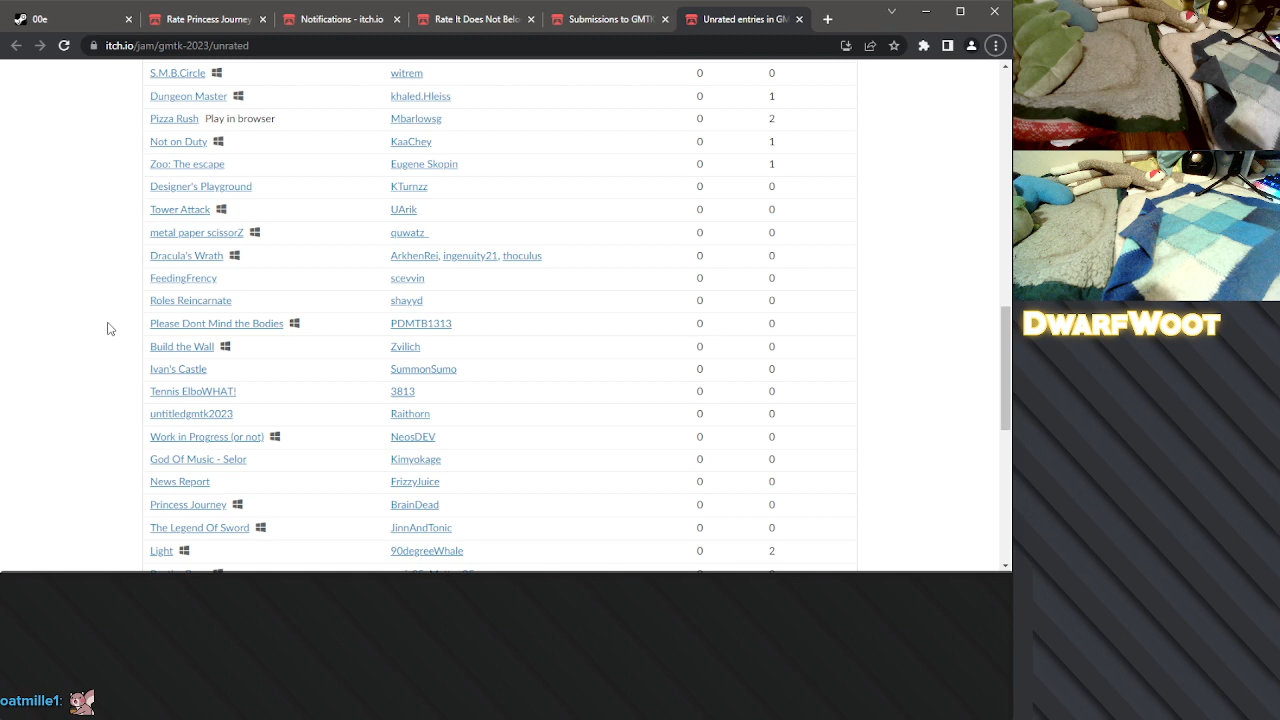 00e
Rate Princess Journey
Notifications - itch.io
Rate It Does Not Belo
Submissions to GMTK
Unrated entries in GM
itch.io/jam/gmtk-2023/unrated
S.M.B.Circle witrem 0 0
Dungeon Master khaled.Hleiss 0 1
Pizza Rush Play in browser Mbarlowsg 0 2
Not on Duty KaaChey 0 1
Zoo: The escape Eugene Skopin 0 1
Designer's Playground KTurnzz 0 0
Tower Attack UArik 0 0
metal paper scissorZ quwatz_ 0 0
Dracula's Wrath ArkhenRei, ingenuity21, thoculus 0 0
FeedingFrency scevvin 0 0
Roles Reincarnate shayyd 0 0
Please Dont Mind the Bodies PDMTB1313 0 0
Build the Wall Zvilich 0 0
Ivan's Castle SummonSumo 0 0
Tennis ElboWHAT! 3813 0 0
untitledgmtk2023 Raithorn 0 0
Work in Progress (or not) NeosDEV 0 0
God Of Music - Selor Kimyokage 0 0
News Report FrizzyJuice 0 0
Princess Journey BrainDead 0 0
The Legend Of Sword JinnAndTonic 0 0
Light 90degreeWhale 0 2
DwarfWoot
oatmille1: